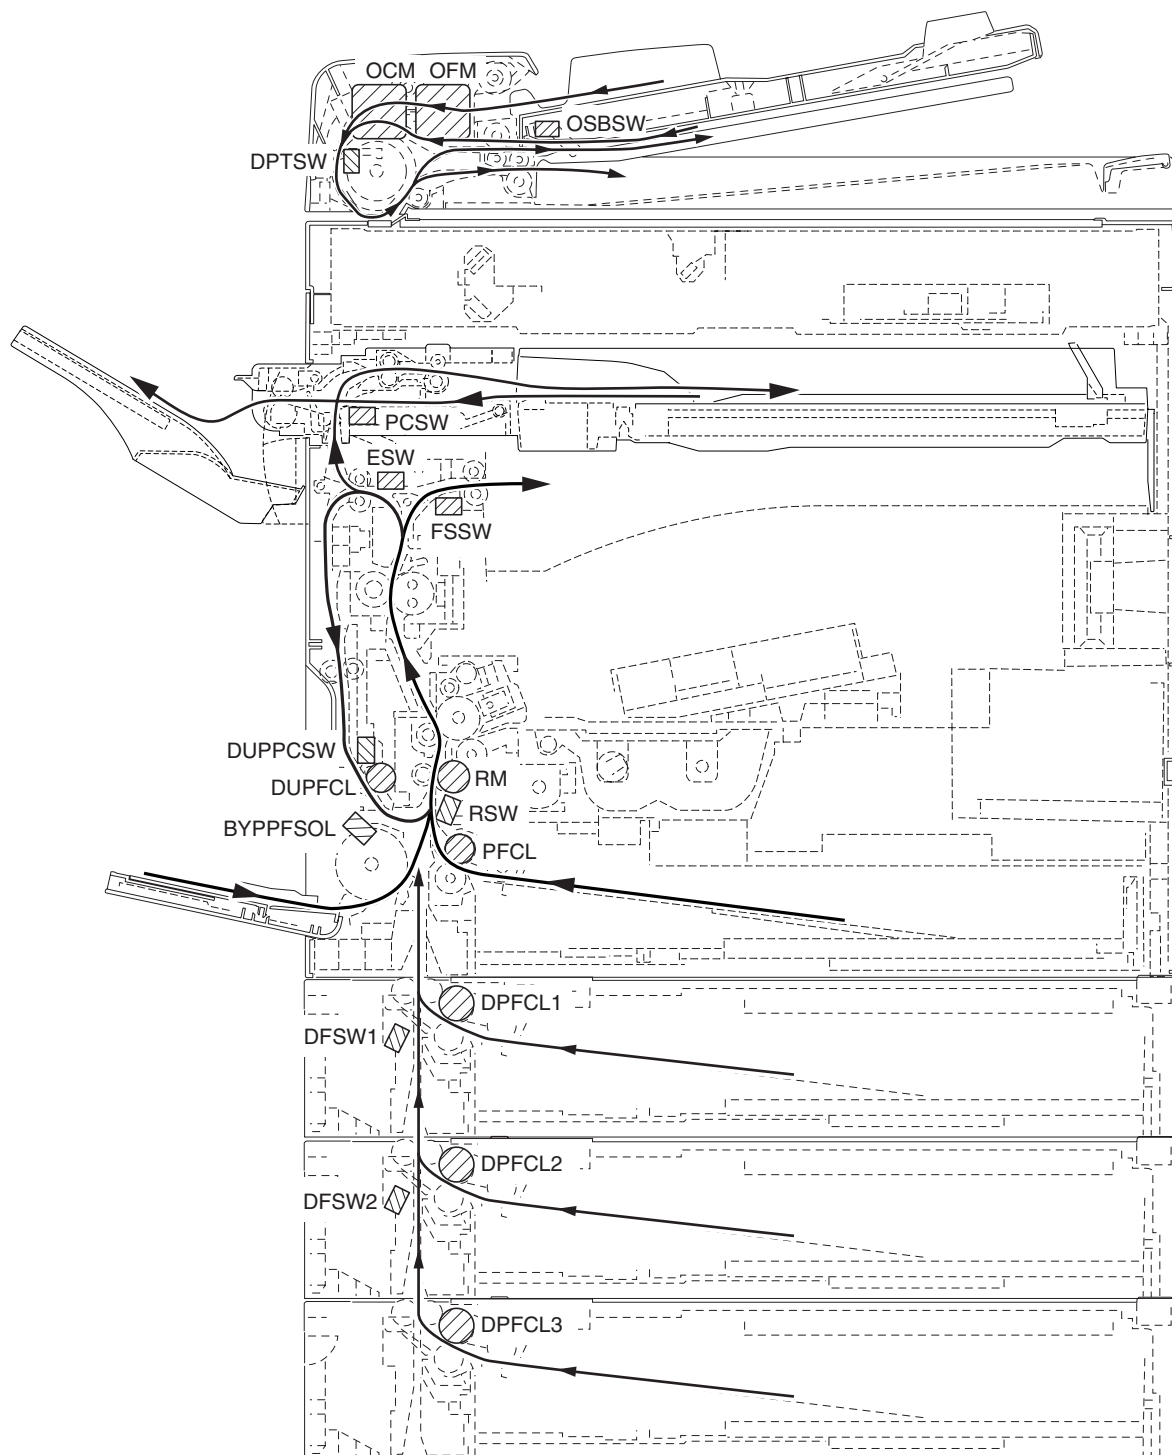 OCM OFM
OSBSW
DPTSW
PCSW
ESW
FSSW
DUPPCSW
DUPFCL
RM
RSW
BYPPFSOL
PFCL
DPFCL1
DFSW1
DPFCL2
DFSW2
DPFCL3